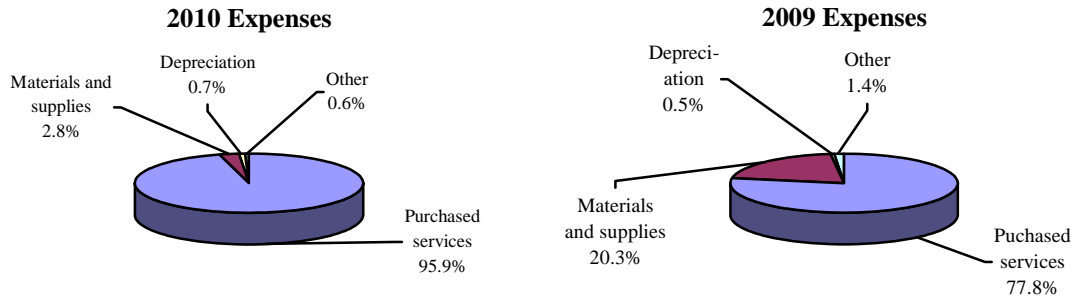 2010 Expenses
Depreciation
0.7%
Materials and
supplies
2.8%
Other
0.6%
Purchased
services
95.9%
2009 Expenses
Depreci-
ation
0.5%
Other
1.4%
Materials
and supplies
20.3%
Puchased
services
77.8%